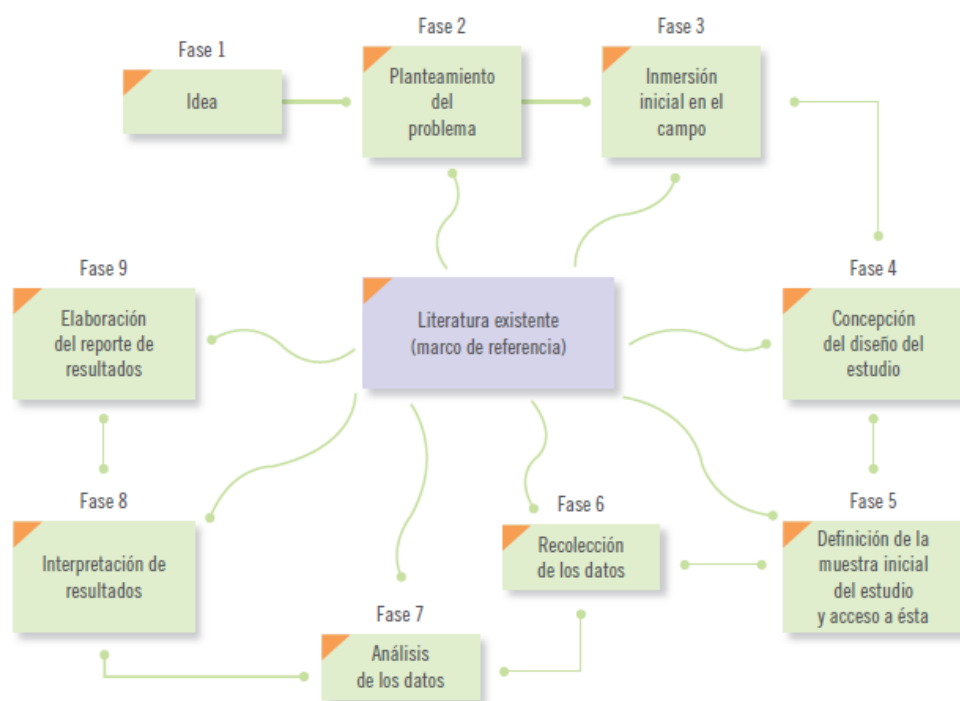 Fase 1
Idea
Fase 2
Planteamiento
del
problema
Fase 3
Inmersión
inicial en el
campo
Fase 4
Concepción
del diseño del
estudio
Literatura existente
(marco de referencia)
Fase 9
Elaboración
del reporte de
resultados
Fase 8
Interpretación de
resultados
Fase 7
Análisis
de los datos
Fase 6
Recolección
de los datos
Fase 5
Definición de la
muestra inicial
del estudio
y acceso a ésta